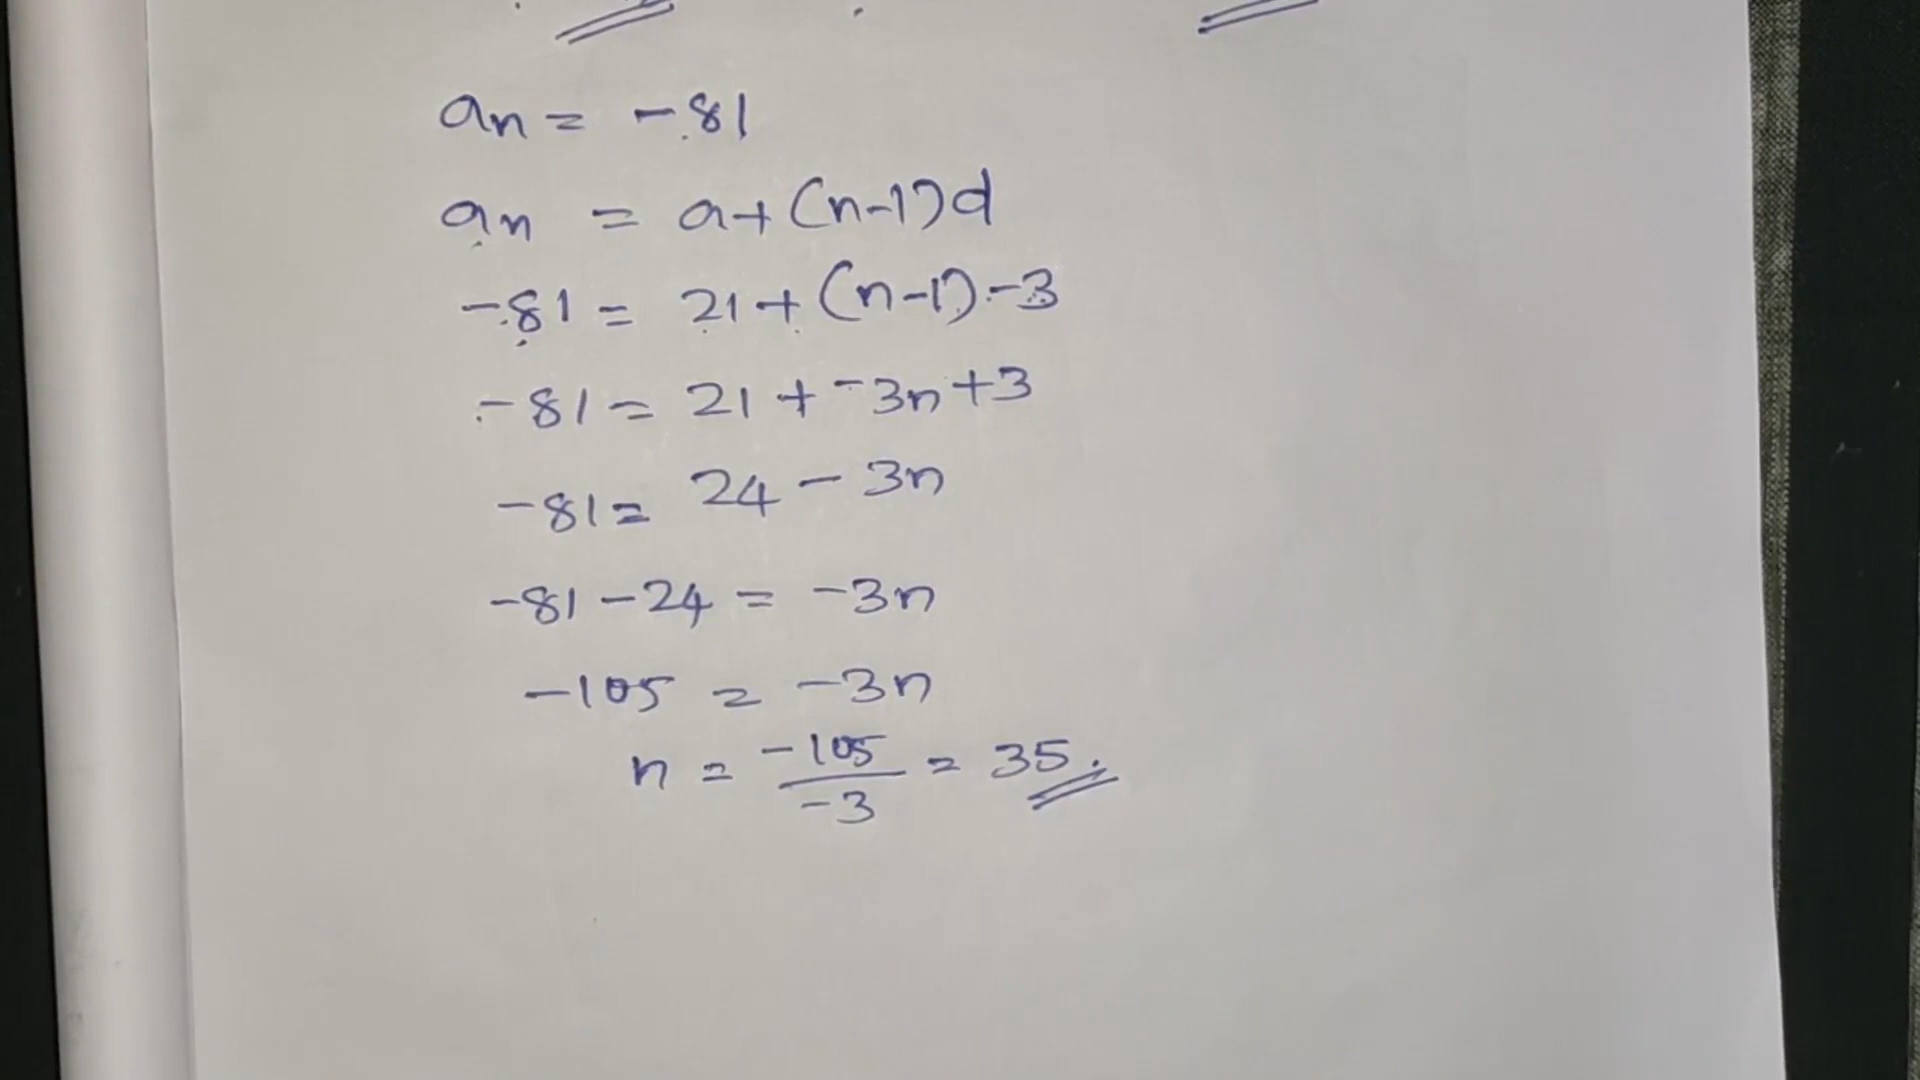 an = -81
an = a+(n-1)d
-81 = 21+(n-1)-3
-81 = 21+-3n+3
-81 = 24-3n
-81-24 = -3n
-105 = -3n
n = -105/-3 = 35.